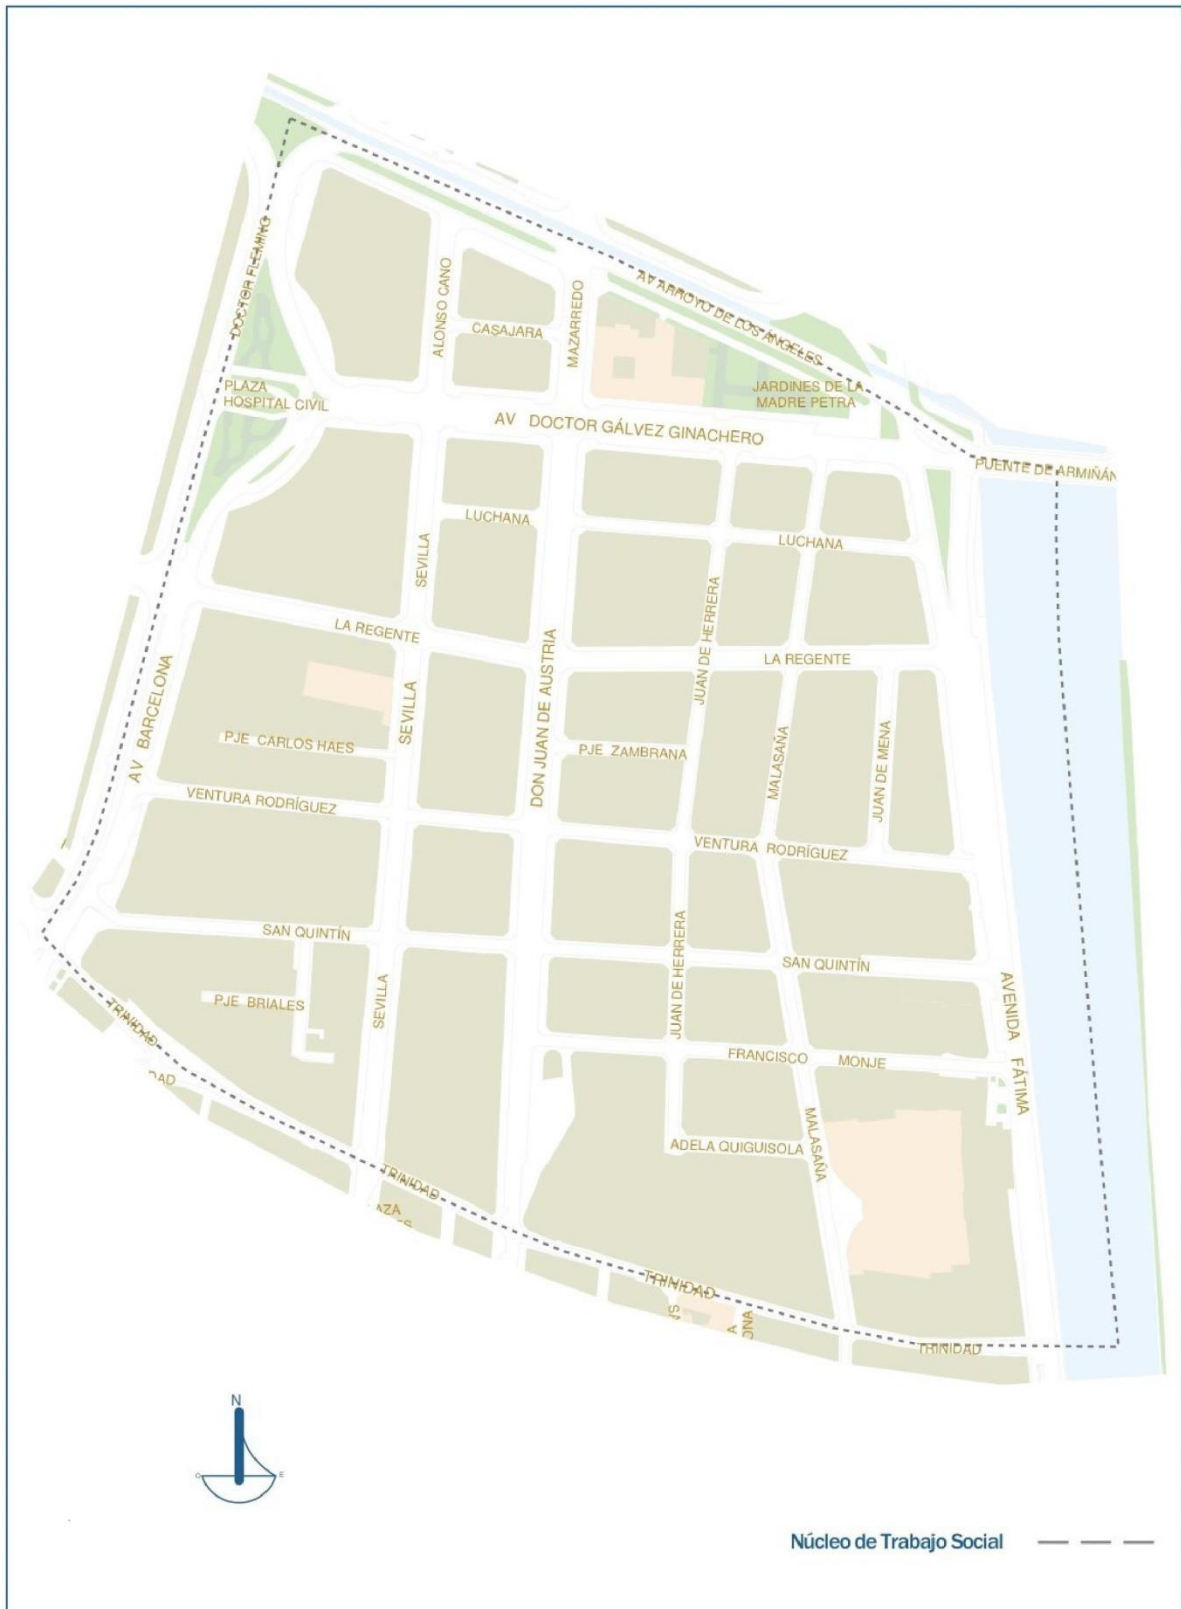 DOCTOR FLEMING
ALONSO CANO
CASAJARA
MAZARREDO
AV ARROYO DE LOS ÁNGELES
PLAZA
HOSPITAL CIVIL
JARDINES DE LA
MADRE PETRA
AV DOCTOR GÁLVEZ GINACHERO
PUENTE DE ARMIÑÁN
LUCHANA
LUCHANA
SEVILLA
JUAN DE HERRERA
LA REGENTE
LA REGENTE
AV BARCELONA
SEVILLA
DON JUAN DE AUSTRIA
PJE CARLOS HAES
PJE ZAMBRANA
MALASAÑA
JUAN DE MENA
VENTURA RODRÍGUEZ
VENTURA RODRÍGUEZ
SAN QUINTÍN
JUAN DE HERRERA
SAN QUINTÍN
SEVILLA
PJE BRIALES
AVENIDA FÁTIMA
TRINIDAD
DAD
FRANCISCO MONJE
ADELA QUIGUISOLA
MALASAÑA
TRINIDAD
AZA
TRINIDAD
TRINIDAD
N
O
E
Núcleo de Trabajo Social